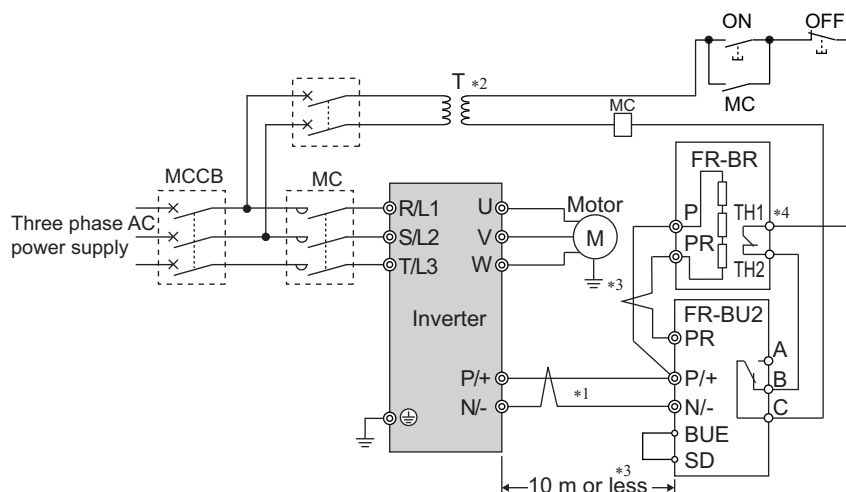 ON
OFF
T *2
MC
MC
FR-BR
MCCB
MC
R/L1
U
Motor
P
TH1
*4
Three phase AC
power supply
S/L2
V
M
PR
TH2
T/L3
W
*3
FR-BU2
Inverter
PR
A
P/+
P/+
B
N/-
*1
N/-
C
BUE
SD
*3
10 m or less